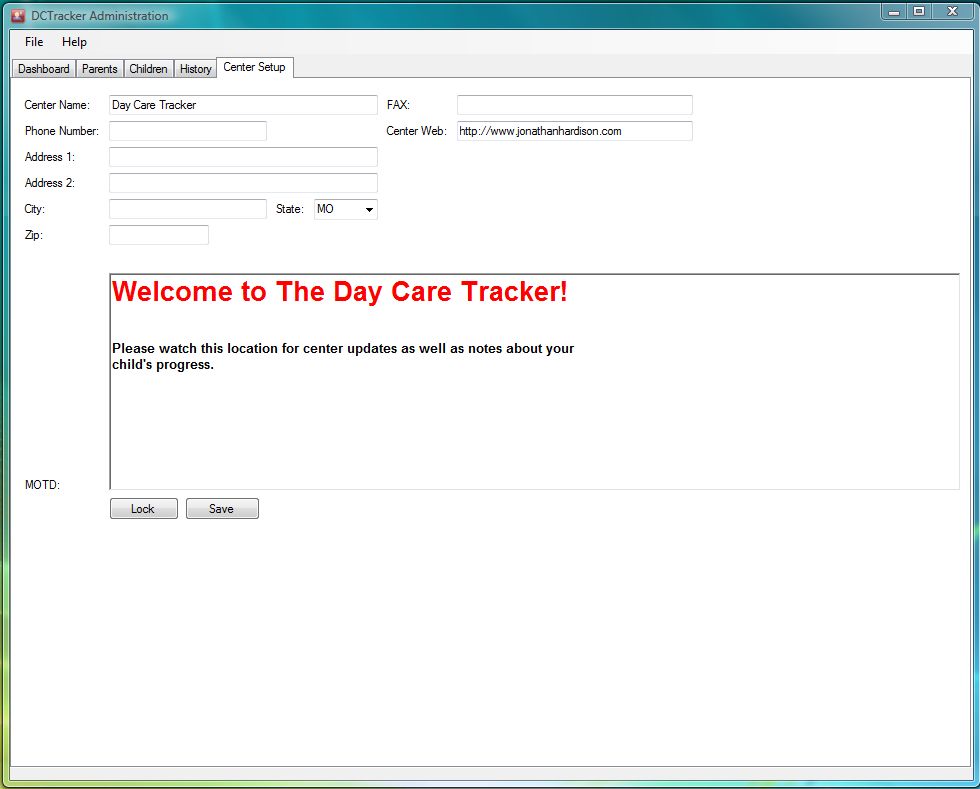 DCTracker Administration
File Help
Dashboard Parents Children History Center Setup
Center Name: Day Care Tracker FAX:
Phone Number: Center Web: http://www.jonathanhardison.com
Address 1:
Address 2:
City: State: MO
Zip:
Welcome to The Day Care Tracker!
Please watch this location for center updates as well as notes about your
child's progress.
MOTD:
Lock Save